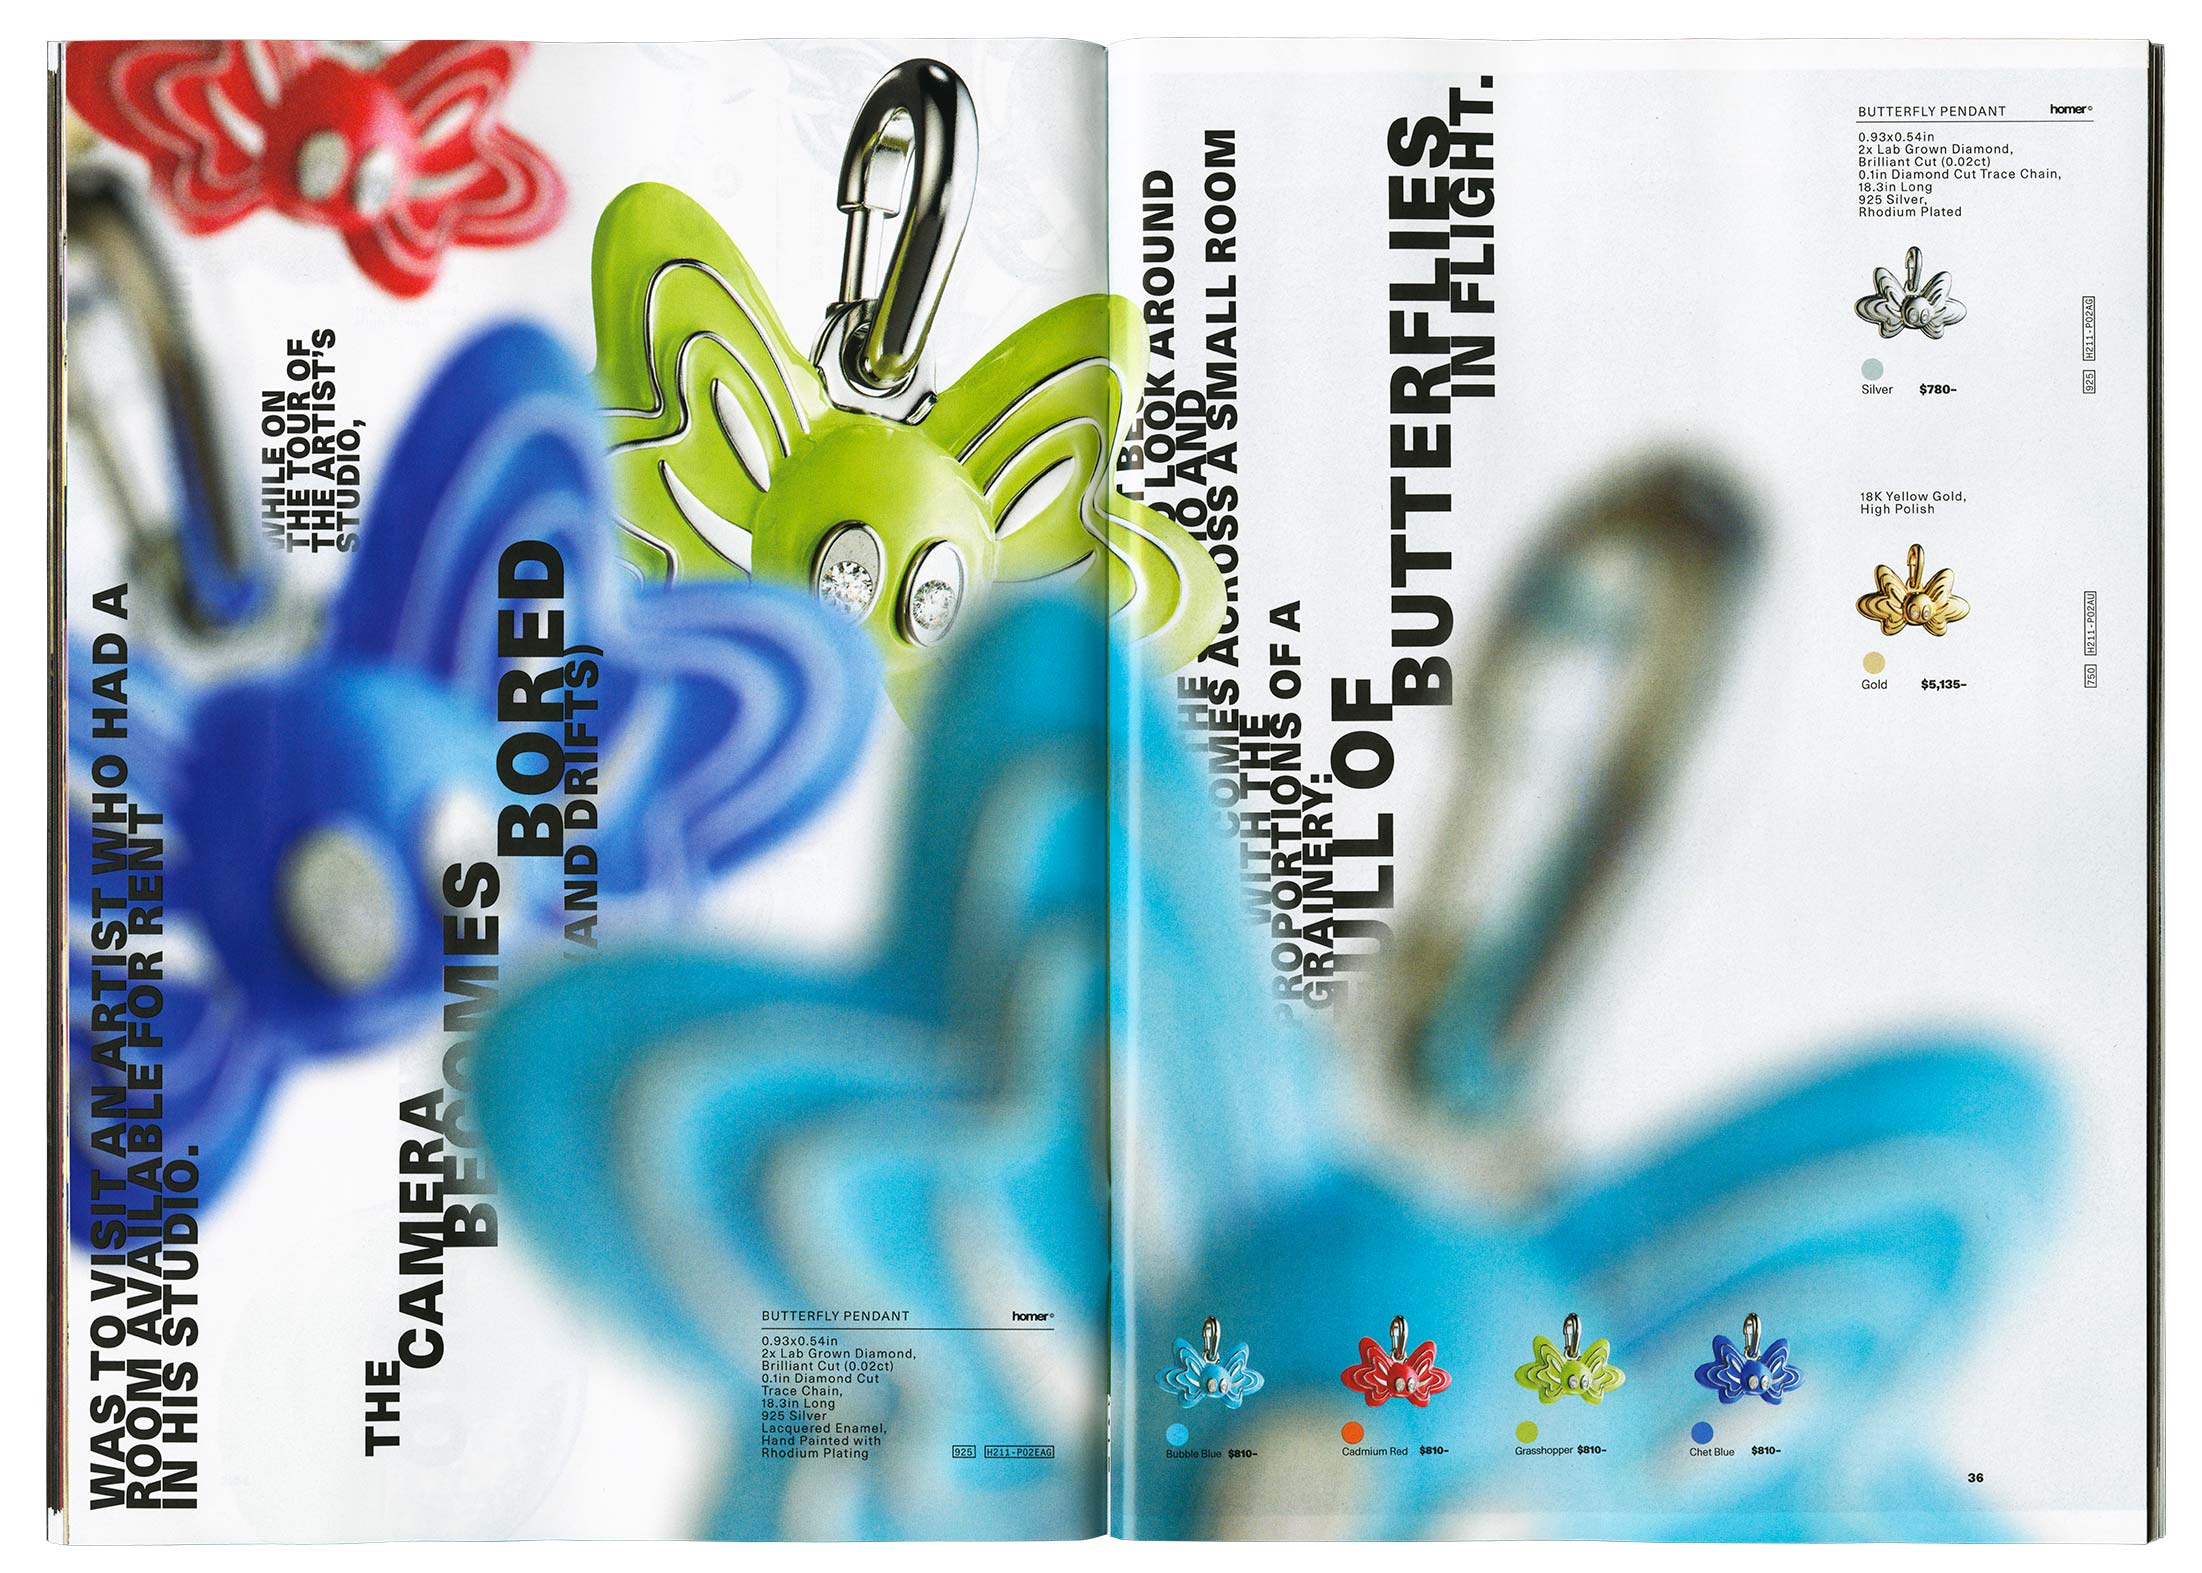 WAS TO VISIT AN ARTIST WHO HAD A
ROOM AVAILABLE FOR RENT
IN HIS STUDIO.
WHILE ON
THE TOUR OF
THE ARTIST'S
STUDIO,
THE
CAMERA
BECOMES
BORED
(AND DRIFTS)
LOOK AROUND
THE
AND
COMES ACROSS A SMALL ROOM
WITH THE
PROPORTIONS OF A
GRAINERY:
FULL OF
BUTTERFLIES
IN FLIGHT.
BUTTERFLY PENDANT homer©
0.93x0.54in
2x Lab Grown Diamond,
Brilliant Cut (0.02ct)
0.1in Diamond Cut
Trace Chain,
18.3in Long
925 Silver
Lacquered Enamel,
Hand Painted with
Rhodium Plating
925 H211-P02EAG
BUTTERFLY PENDANT homer©
0.93x0.54in
2x Lab Grown Diamond,
Brilliant Cut (0.02ct)
0.1in Diamond Cut Trace Chain,
18.3in Long
925 Silver,
Rhodium Plated
Silver $780–
925 H211-P02AG
18K Yellow Gold,
High Polish
Gold $5,135–
750 H211-P02AU
Bubble Blue $810–
Cadmium Red $810–
Grasshopper $810–
Chet Blue $810–
36